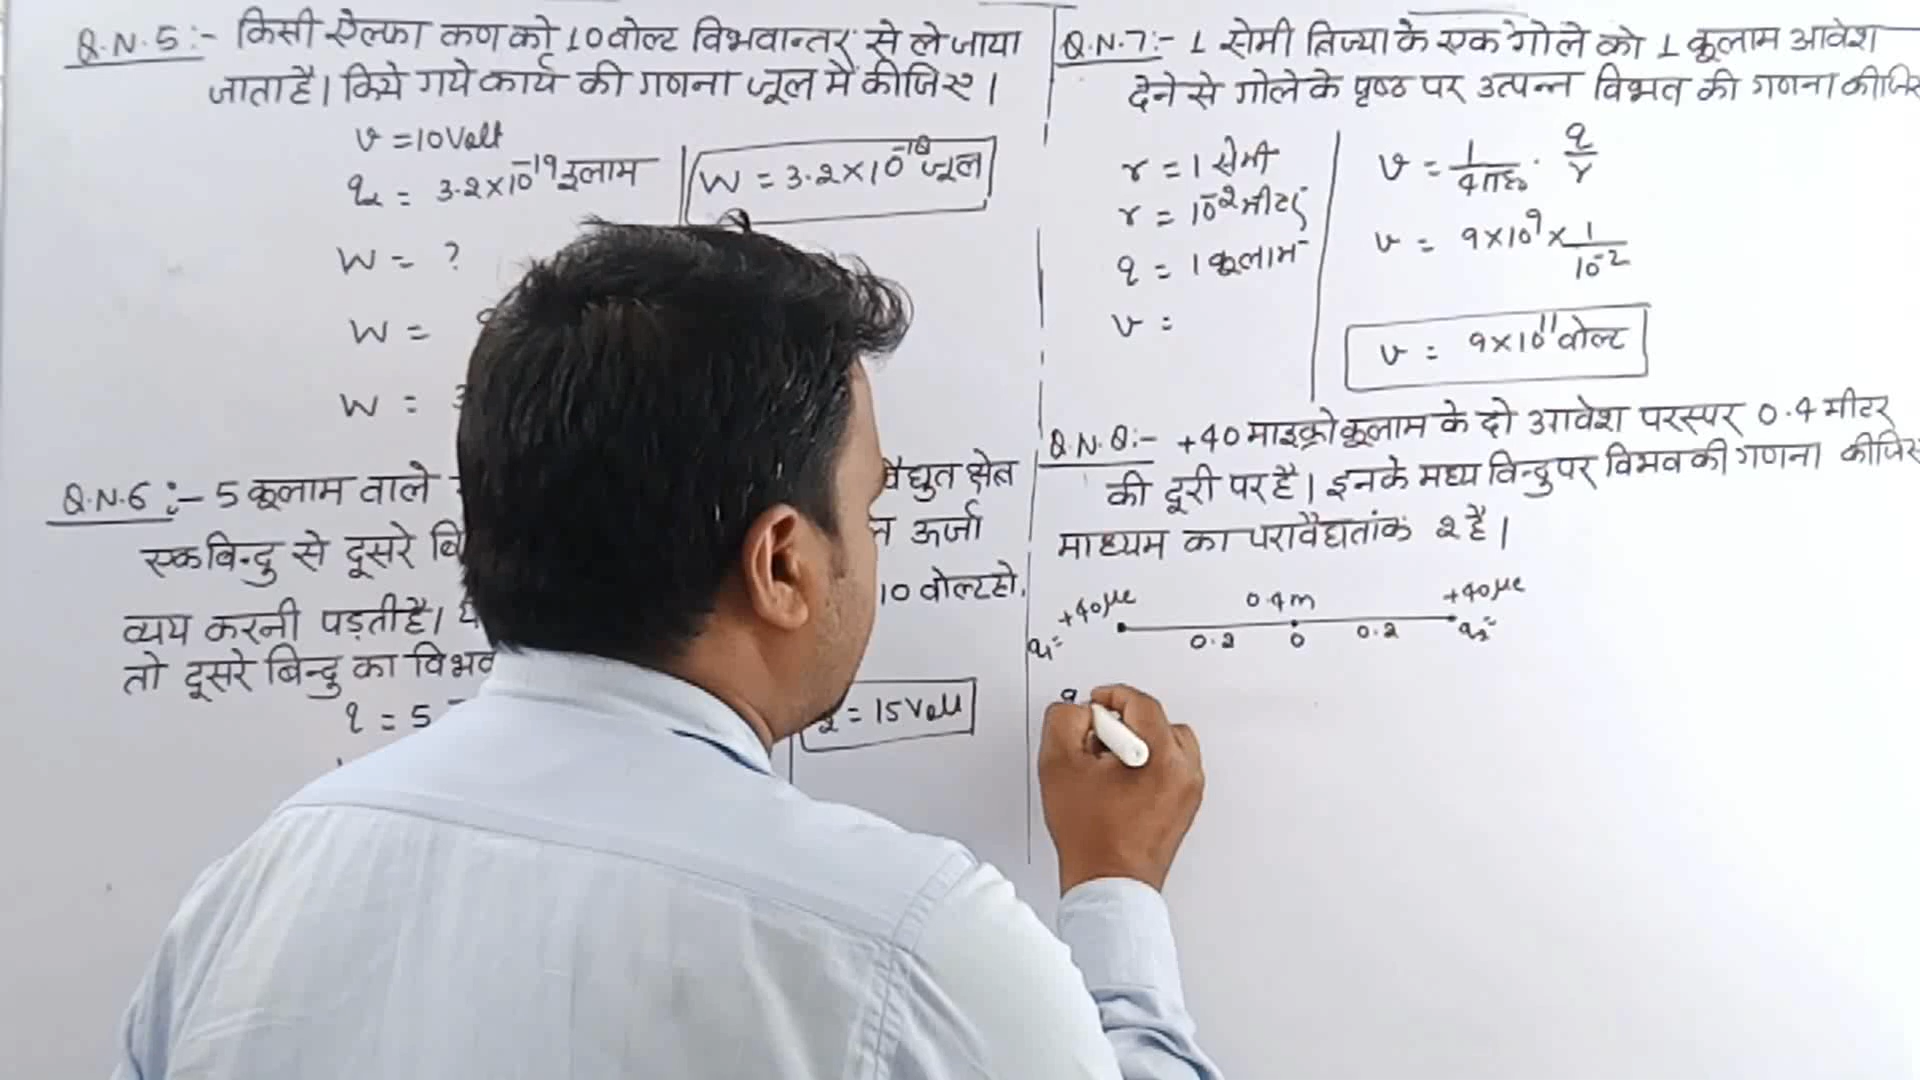 Q.N.5:- किसी ऐल्फा कण को 10 वोल्ट विभवान्तर से ले जाया
जाता है। किये गये कार्य की गणना जूल में कीजिए।
v = 10 Volt
q = 3.2×10⁻¹⁹ कूलाम
W = ?
W =
W =
W = 3.2×10⁻¹⁸ जूल
Q.N.6:- 5 कूलाम वाले
वैद्युत क्षेत्र
एक बिन्दु से दूसरे बि
ऊर्जा
व्यय करनी पड़ती है।
10 वोल्ट हो,
तो दूसरे बिन्दु का विभव
q = 5
= 15 Volt
Q.N.7:- 1 सेमी त्रिज्या के एक गोले को 1 कूलाम आवेश
देने से गोले के पृष्ठ पर उत्पन्न विभव की गणना कीजिए
r = 1 सेमी
r = 10⁻² मीटर
q = 1 कूलाम
v =
v = 1/4πε₀ · q/r
v = 9×10⁹ × 1/10⁻²
v = 9×10¹¹ वोल्ट
Q.N.8:- +40 माइक्रो कूलाम के दो आवेश परस्पर 0.4 मीटर
की दूरी पर है। इनके मध्य बिन्दु पर विभव की गणना कीजिए
माध्यम का परावैद्युतांक 2 है।
+40μc 0.4m +40μc
q₁= 0.2 0 0.2 q₂=